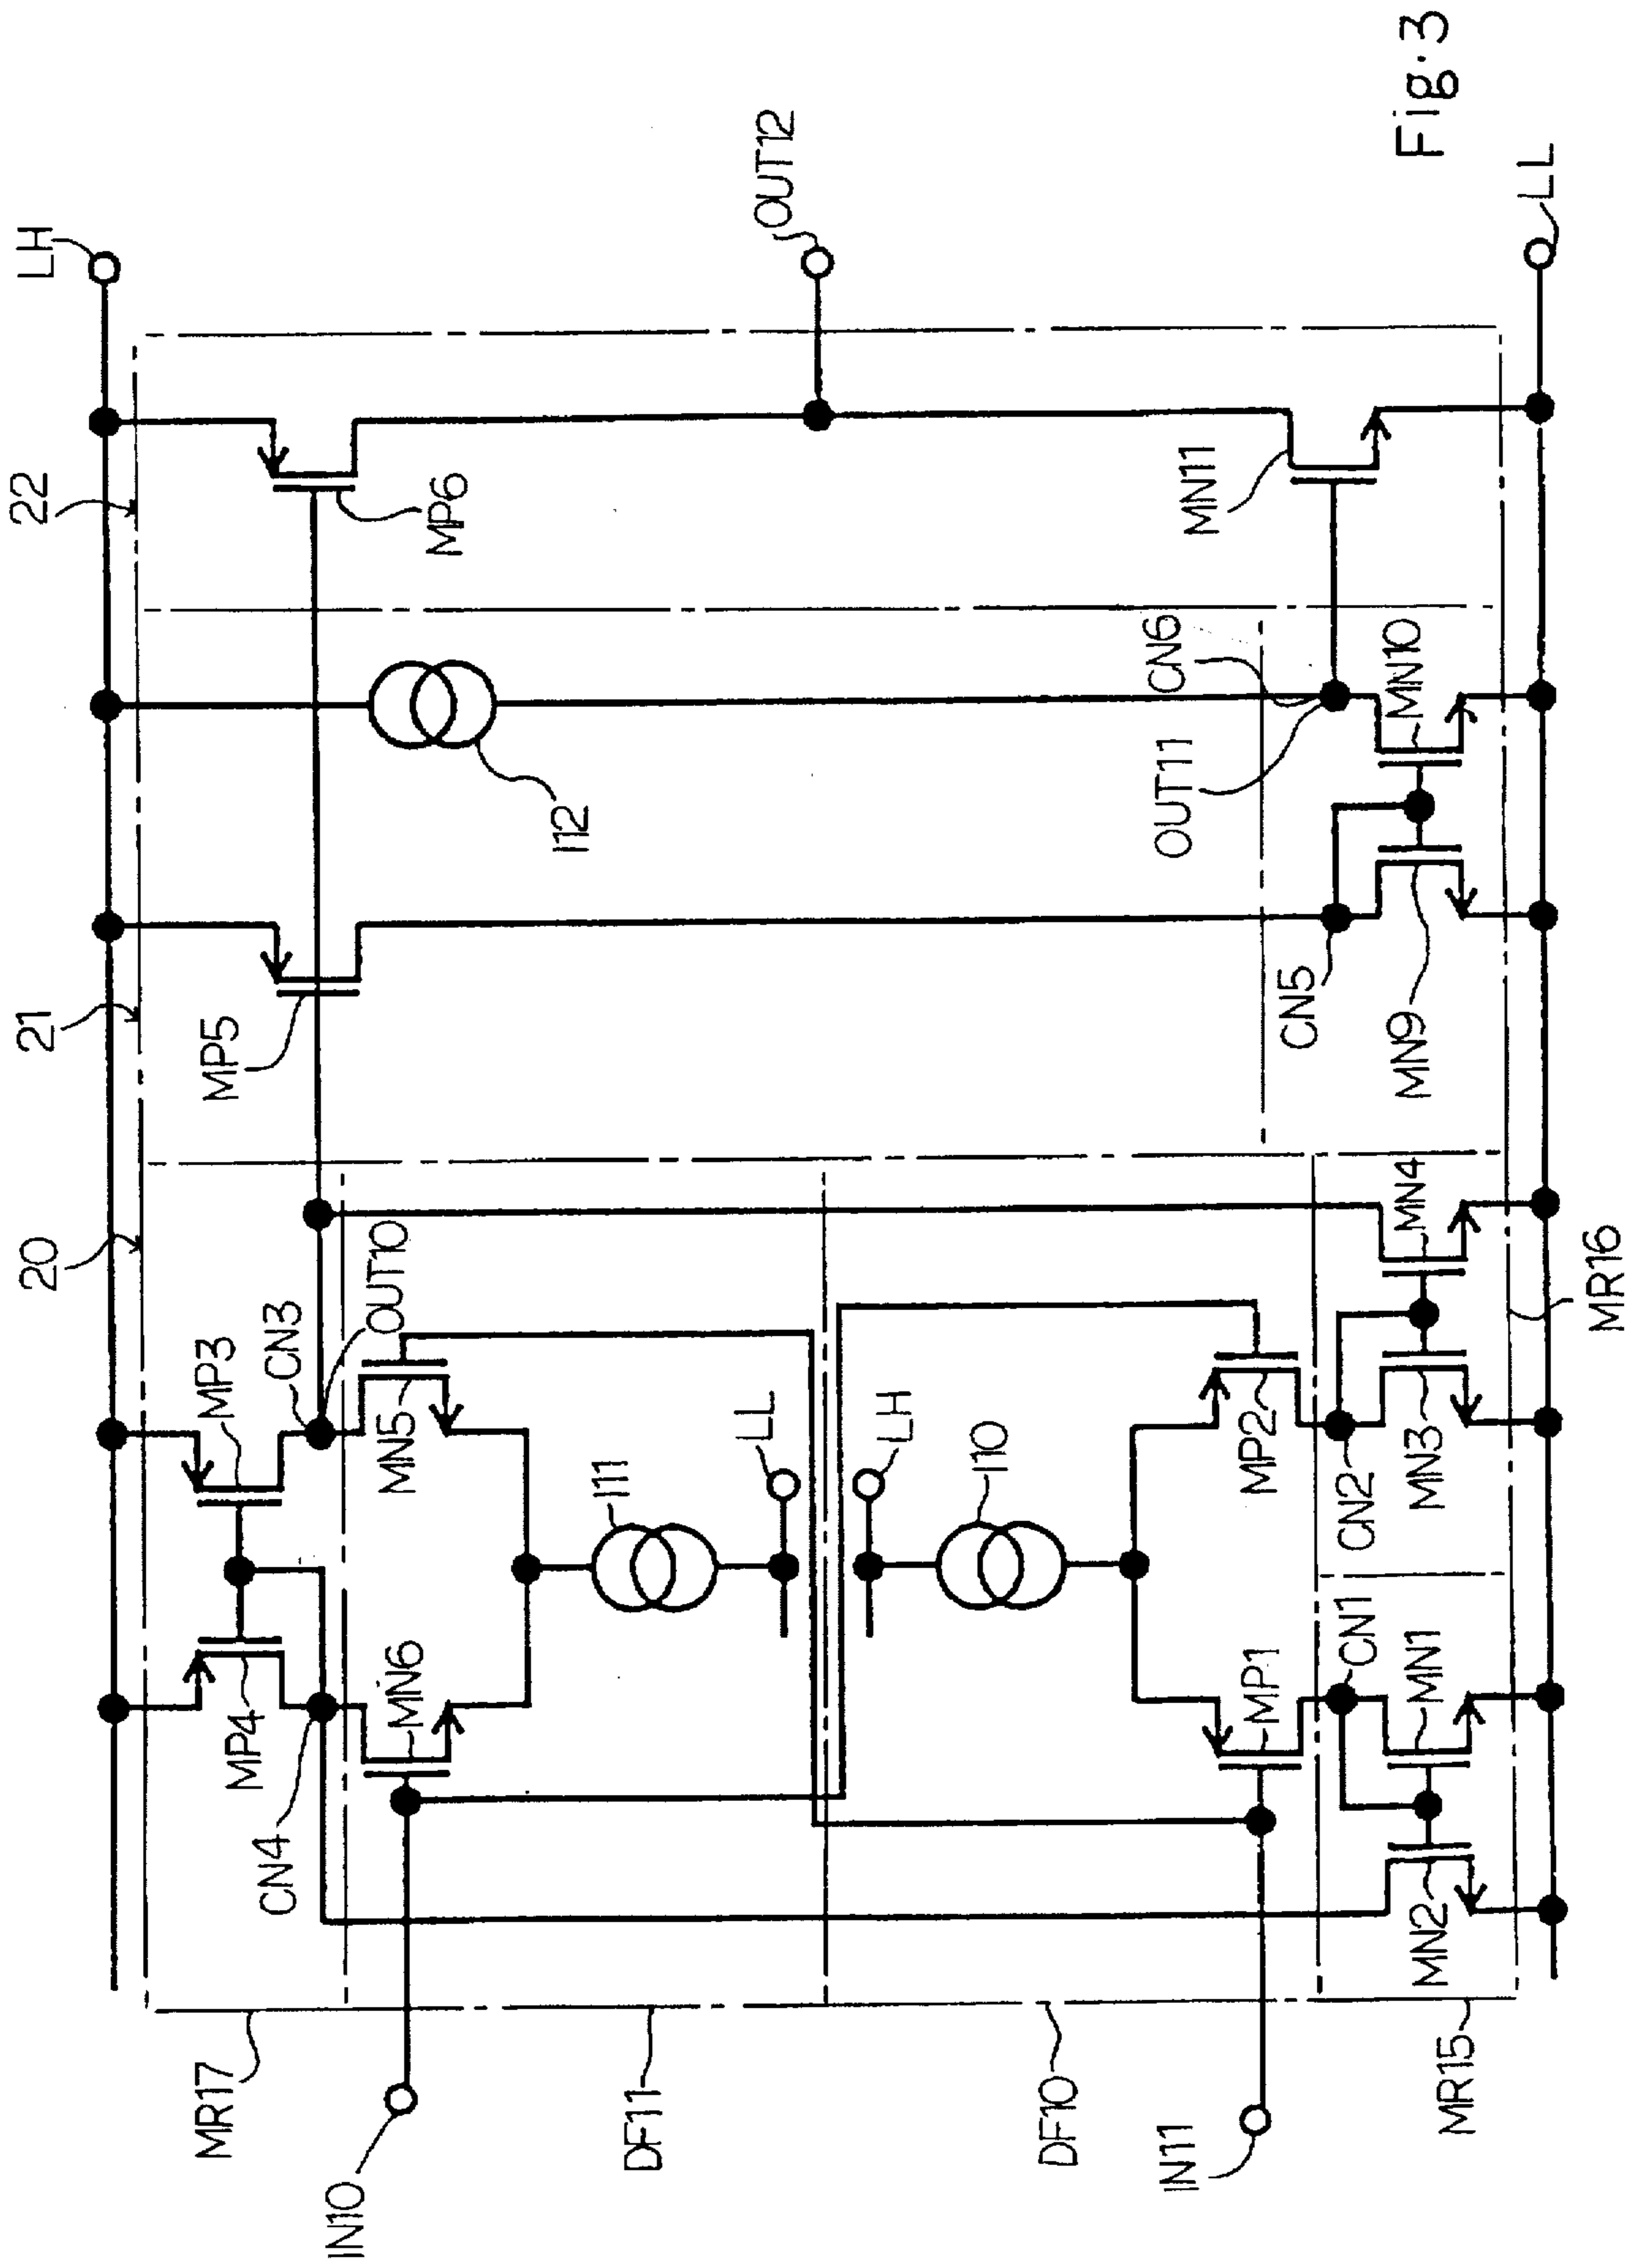 LH
22
21
20
MR17
MP6
MP5
MP3
CN3
OUT10
MP4
CN4
MN6
MN5
I11
LL
LH
I10
I12
OUT12
IN10
DF11
DF10
IN11
MP1
MP2
CN1
CN2
MN1
MN2
MN3
MN4
MR15
MR16
CN5
MN9
OUT11
CN6
MN10
MN11
LL
Fig. 3